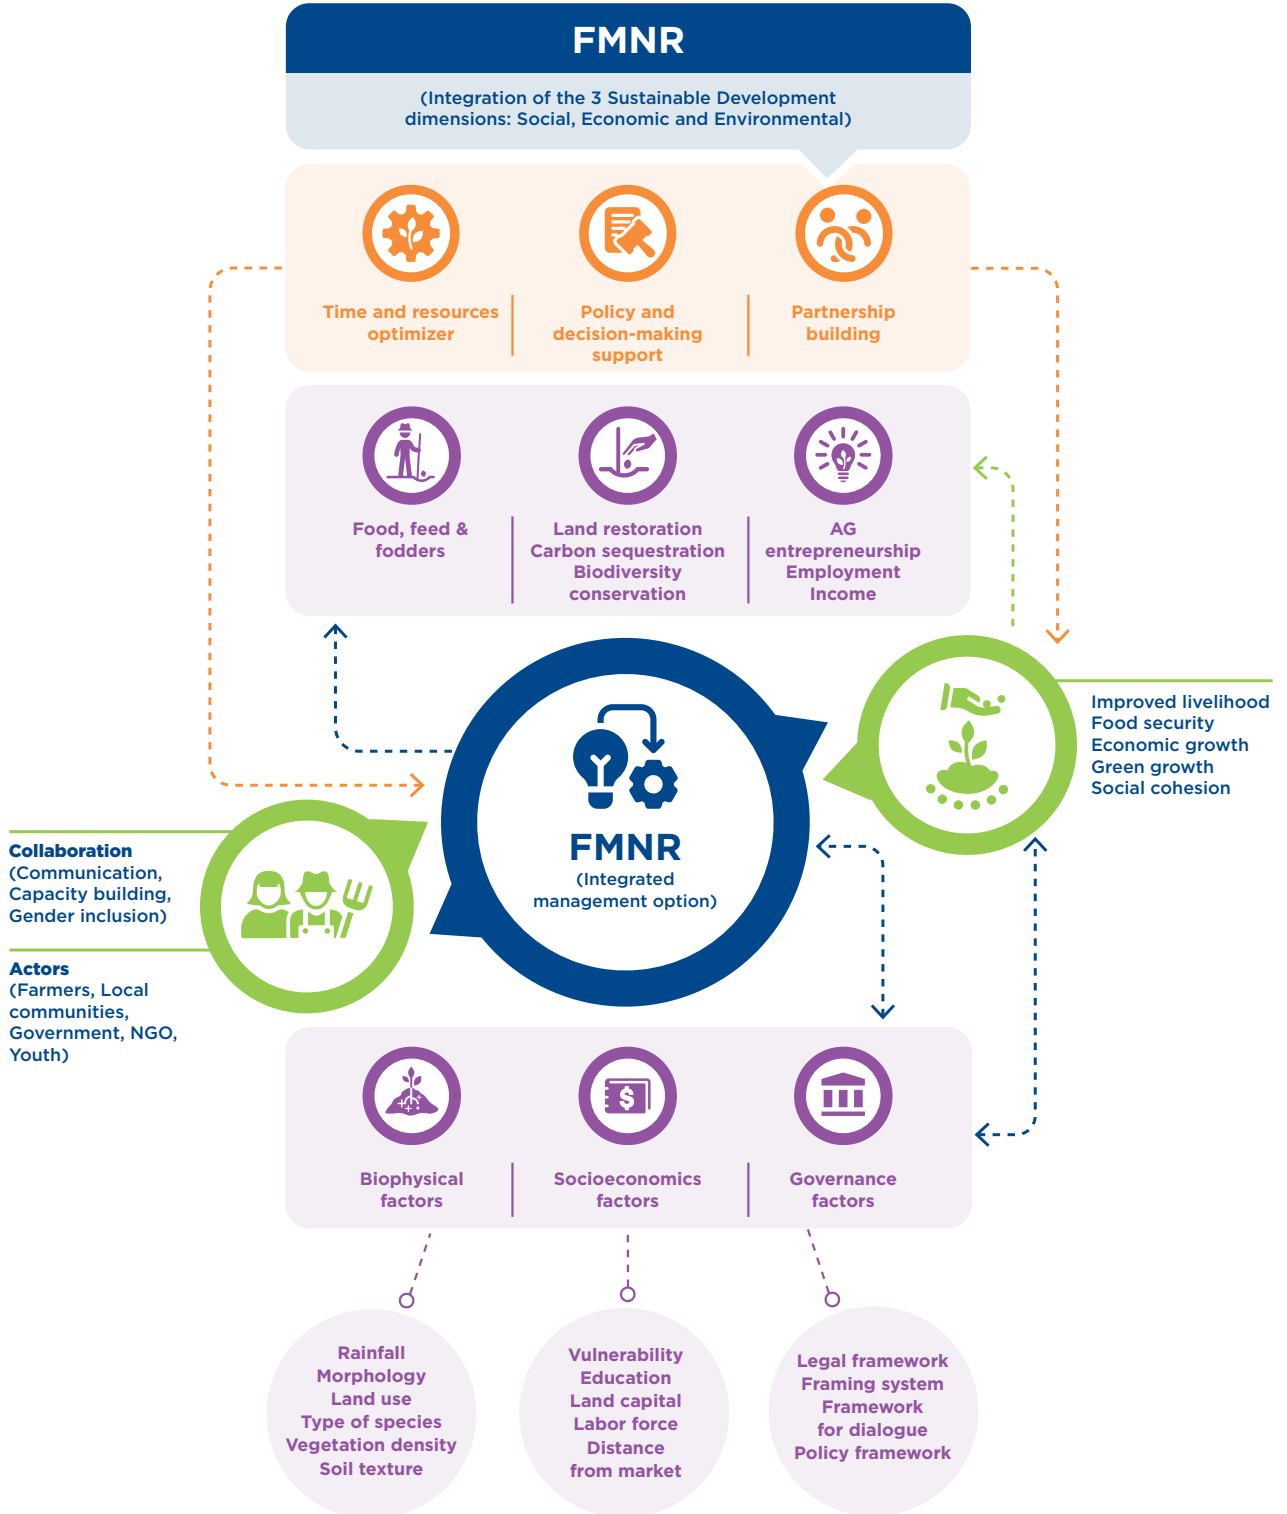 FMNR
(Integration of the 3 Sustainable Development
dimensions: Social, Economic and Environmental)
Time and resources
optimizer
Policy and
decision-making
support
Partnership
building
Food, feed &
fodders
Land restoration
Carbon sequestration
Biodiversity
conservation
AG
entrepreneurship
Employment
Income
Improved livelihood
Food security
Economic growth
Green growth
Social cohesion
FMNR
(Integrated
management option)
Collaboration
(Communication,
Capacity building,
Gender inclusion)
Actors
(Farmers, Local
communities,
Government, NGO,
Youth)
$
Biophysical
factors
Socioeconomics
factors
Governance
factors
Rainfall
Morphology
Land use
Type of species
Vegetation density
Soil texture
Vulnerability
Education
Land capital
Labor force
Distance
from market
Legal framework
Framing system
Framework
for dialogue
Policy framework